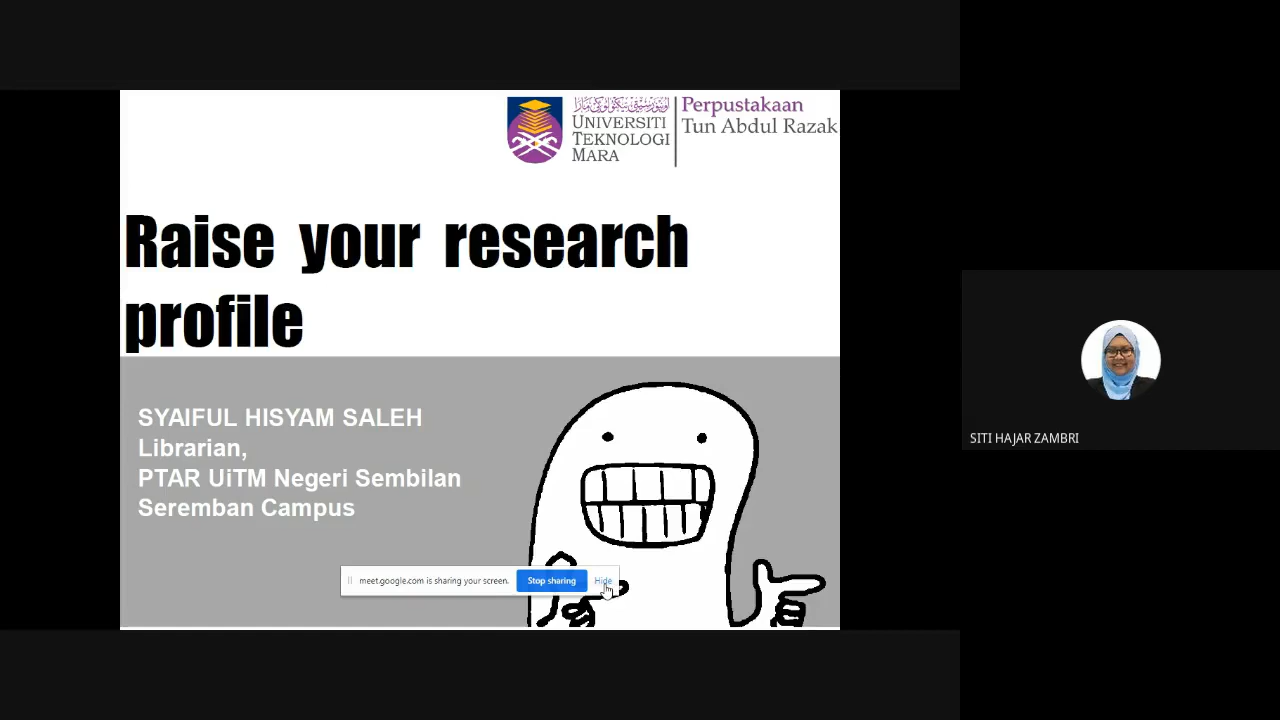 UNIVERSITI
TEKNOLOGI
MARA
Perpustakaan
Tun Abdul Razak
Raise your research
profile
SYAIFUL HISYAM SALEH
Librarian,
PTAR UiTM Negeri Sembilan
Seremban Campus
meet.google.com is sharing your screen. Stop sharing Hide
SITI HAJAR ZAMBRI